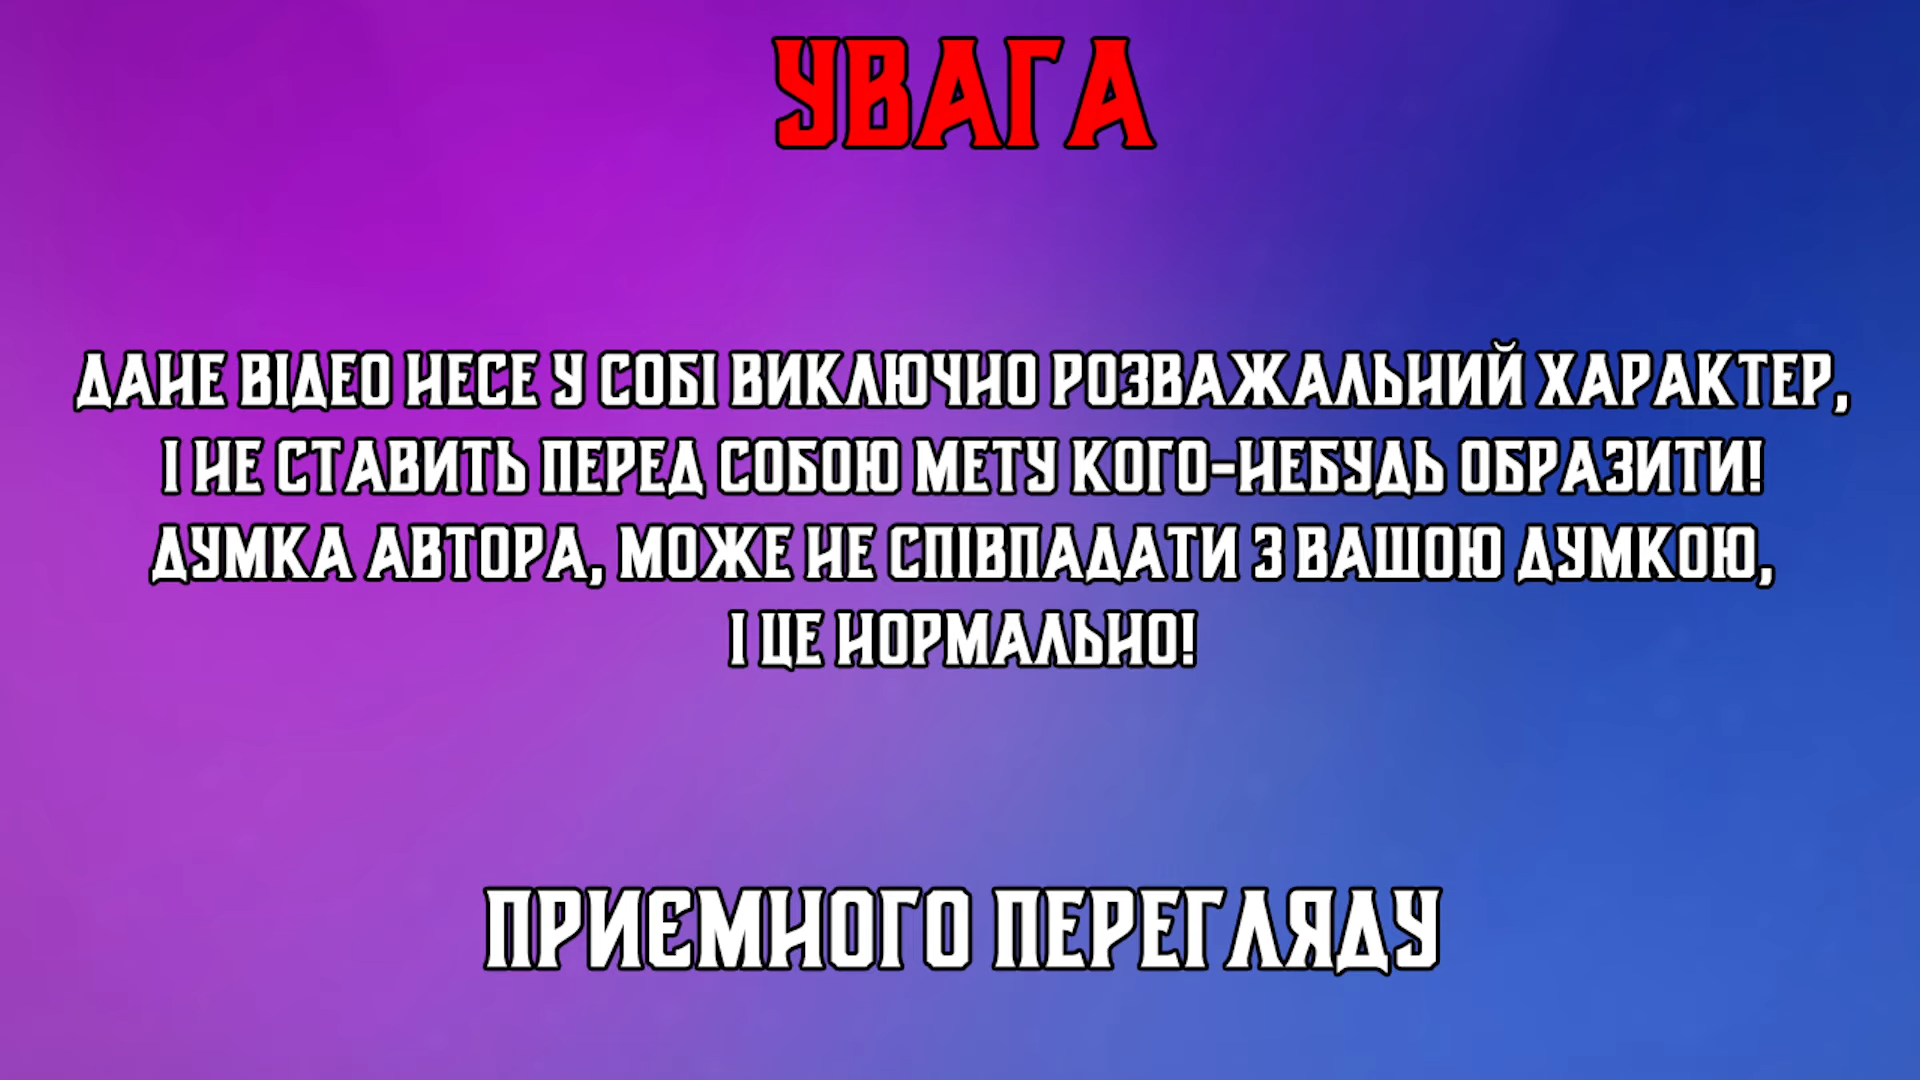 УВАГА
ДАНЕ ВІДЕО НЕСЕ У СОБІ ВИКЛЮЧНО РОЗВАЖАЛЬНИЙ ХАРАКТЕР,
І НЕ СТАВИТЬ ПЕРЕД СОБОЮ МЕТУ КОГО-НЕБУДЬ ОБРАЗИТИ!
ДУМКА АВТОРА, МОЖЕ НЕ СПІВПАДАТИ З ВАШОЮ ДУМКОЮ,
І ЦЕ НОРМАЛЬНО!
ПРИЄМНОГО ПЕРЕГЛЯДУ